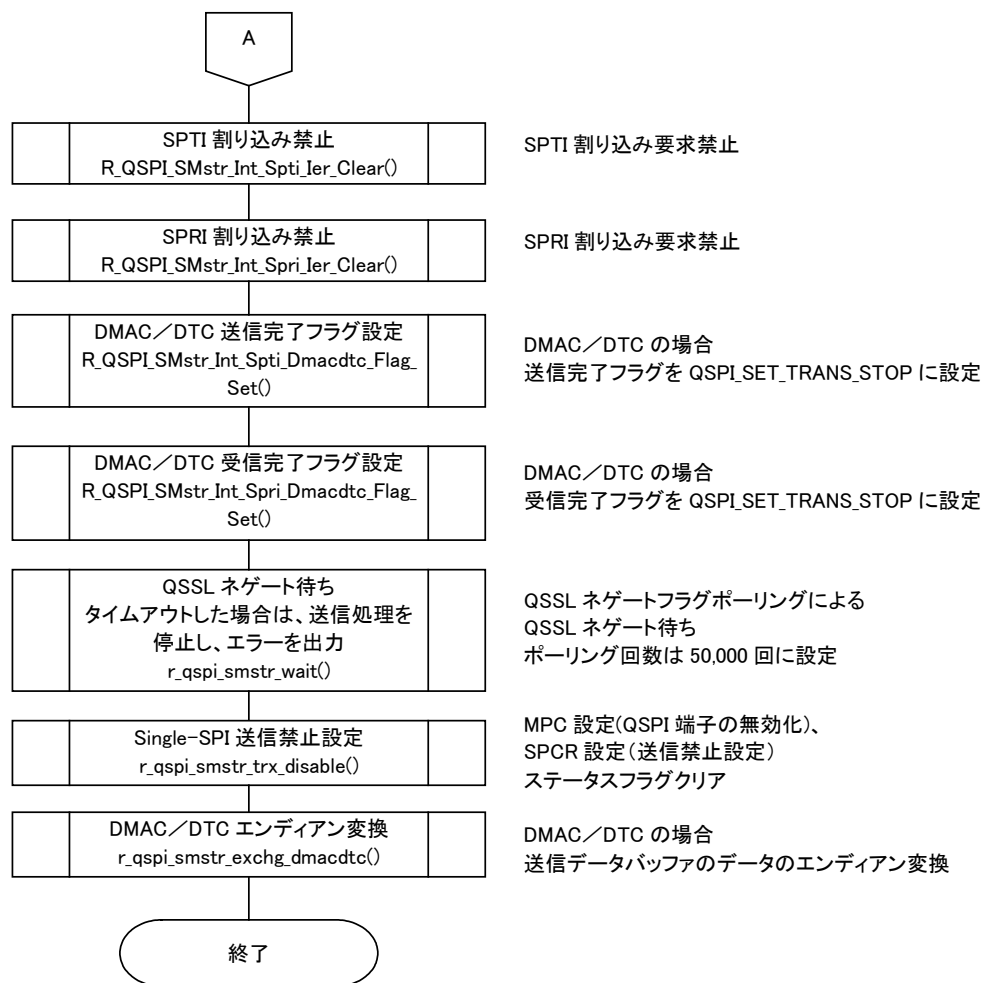 A
SPTI 割り込み禁止
R_QSPI_SMstr_Int_Spti_Ier_Clear()
SPTI 割り込み要求禁止
SPRI 割り込み禁止
R_QSPI_SMstr_Int_Spri_Ier_Clear()
SPRI 割り込み要求禁止
DMAC／DTC 送信完了フラグ設定
R_QSPI_SMstr_Int_Spti_Dmacdtc_Flag_
Set()
DMAC／DTC の場合
送信完了フラグを QSPI_SET_TRANS_STOP に設定
DMAC／DTC 受信完了フラグ設定
R_QSPI_SMstr_Int_Spri_Dmacdtc_Flag_
Set()
DMAC／DTC の場合
受信完了フラグを QSPI_SET_TRANS_STOP に設定
QSSL ネゲート待ち
タイムアウトした場合は、送信処理を
停止し、エラーを出力
r_qspi_smstr_wait()
QSSL ネゲートフラグポーリングによる
QSSL ネゲート待ち
ポーリング回数は 50,000 回に設定
Single-SPI 送信禁止設定
r_qspi_smstr_trx_disable()
MPC 設定(QSPI 端子の無効化)、
SPCR 設定（送信禁止設定）
ステータスフラグクリア
DMAC／DTC エンディアン変換
r_qspi_smstr_exchg_dmacdtc()
DMAC／DTC の場合
送信データバッファのデータのエンディアン変換
終了